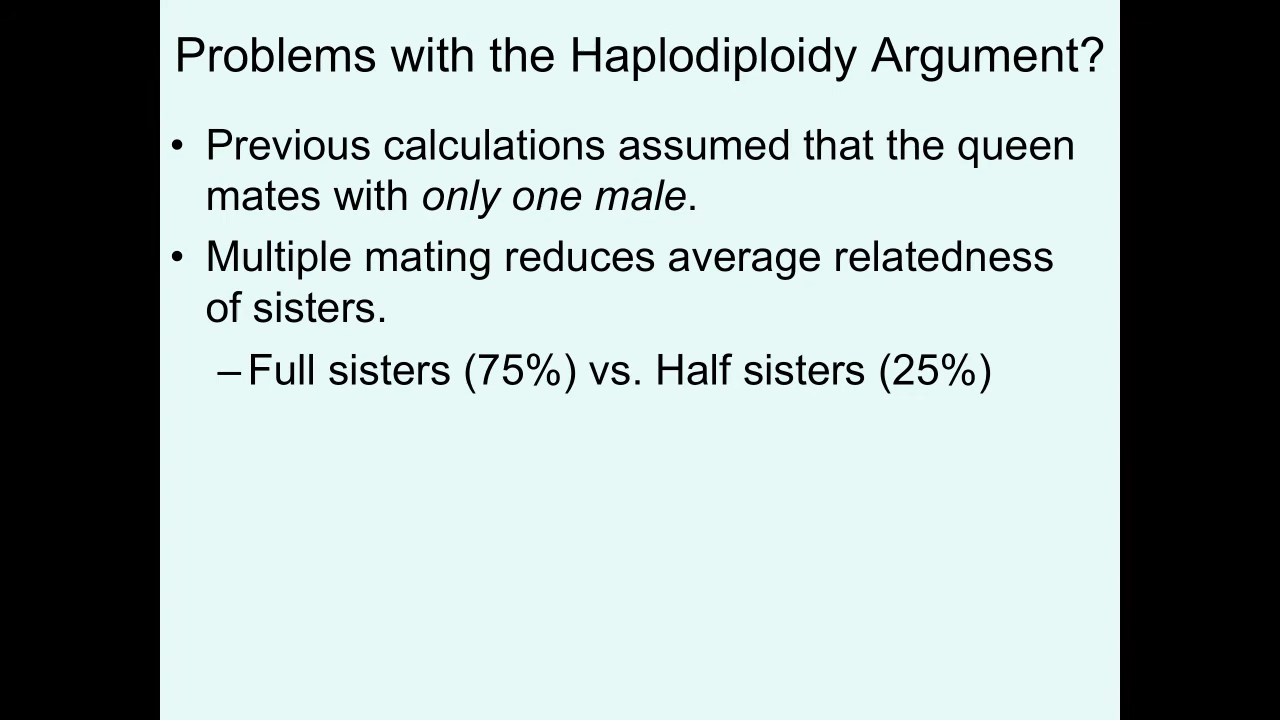 Problems with the Haplodiploidy Argument?
• Previous calculations assumed that the queen
mates with only one male.
• Multiple mating reduces average relatedness
of sisters.
–Full sisters (75%) vs. Half sisters (25%)